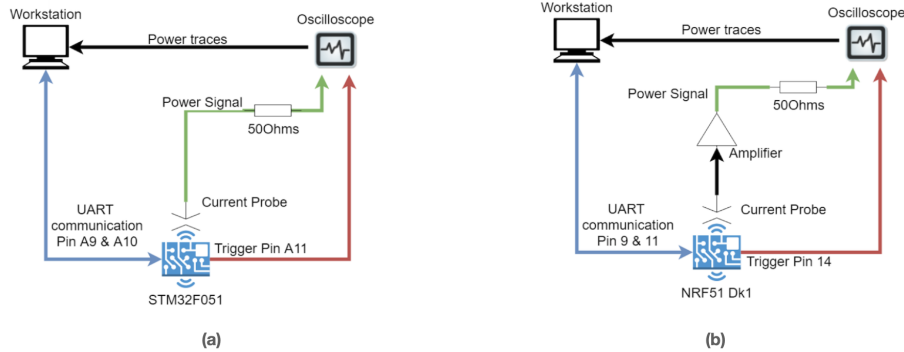 Workstation
Oscilloscope
Power traces
Power Signal
50Ohms
Current Probe
UART
communication
Pin A9 & A10
Trigger Pin A11
STM32F051
(a)
Workstation
Oscilloscope
Power traces
Power Signal
50Ohms
Amplifier
Current Probe
UART
communication
Pin 9 & 11
Trigger Pin 14
NRF51 Dk1
(b)